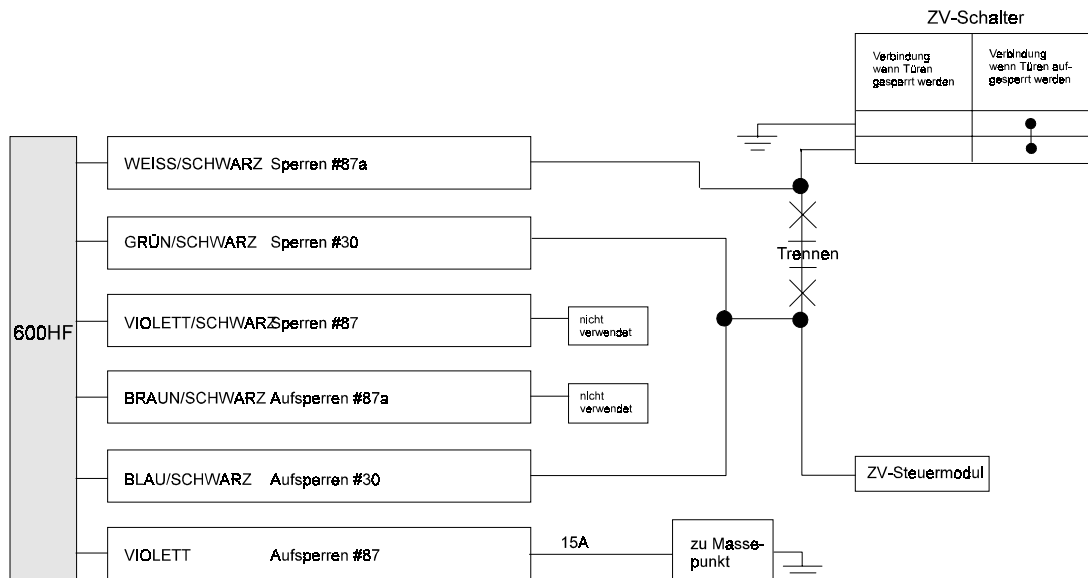 ZV-Schalter
Verbindung
wenn Türen
gesperrt werden
Verbindung
wenn Türen auf-
gesperrt werden
WEISS/SCHWARZ Sperren #87a
GRÜN/SCHWARZ Sperren #30
Trennen
600HF
VIOLETT/SCHWARZ Sperren #87
nicht
verwendet
BRAUN/SCHWARZ Aufsperren #87a
nicht
verwendet
BLAU/SCHWARZ Aufsperren #30
ZV-Steuermodul
VIOLETT Aufsperren #87
15A
zu Masse-
punkt